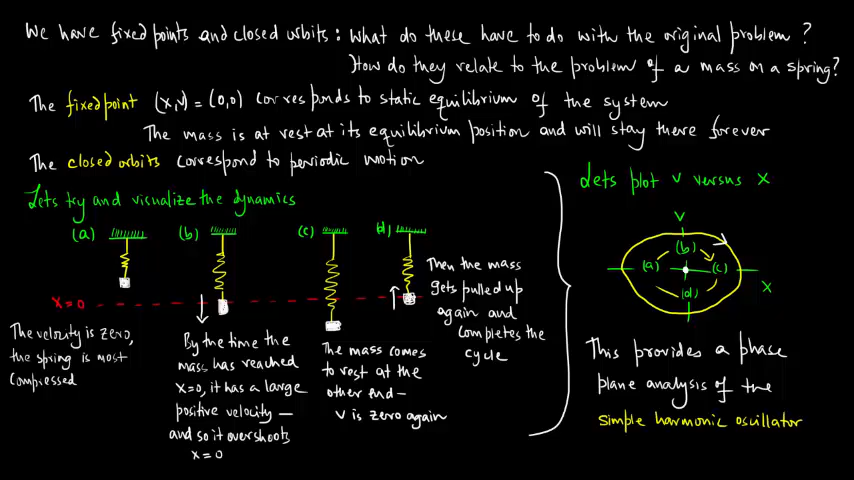 We have fixed points and closed orbits: What do these have to do with the original problem?
How do they relate to the problem of a mass on a spring?
The fixed point (x,v) = (0,0) corresponds to static equilibrium of the system
The mass is at rest at its equilibrium position and will stay there forever
The closed orbits correspond to periodic motion
Lets try and visualize the dynamics
(a) (b) (c) (d)
x=0
The velocity is zero,
the spring is most
compressed
By the time the
mass has reached
x=0, it has a large
positive velocity —
and so it overshoots
x=0
The mass comes
to rest at the
other end —
v is zero again
Then the mass
gets pulled up
again and
completes the
cycle
Lets plot v versus x
v
(b)
(a) (c)
(d)
x
This provides a phase
plane analysis of the
simple harmonic oscillator